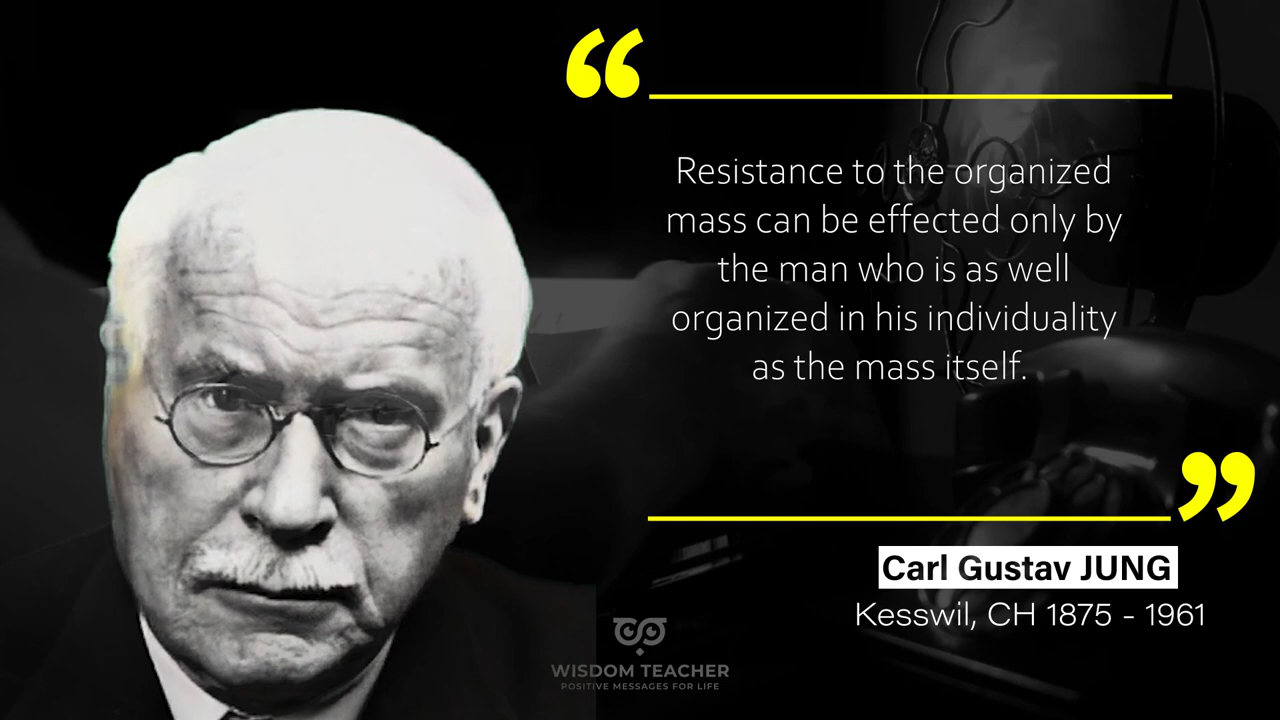 “
Resistance to the organized
mass can be effected only by
the man who is as well
organized in his individuality
as the mass itself.
”
Carl Gustav JUNG
Kesswil, CH 1875 - 1961
WISDOM TEACHER
POSITIVE MESSAGES FOR LIFE